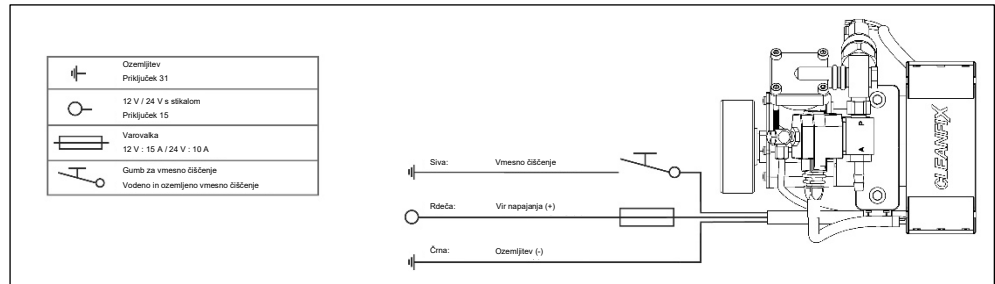 Ozemljitev
Priključek 31
12 V / 24 V s stikalom
Priključek 15
Varovalka
12 V : 15 A / 24 V : 10 A
Gumb za vmesno čiščenje
Vodeno in ozemljeno vmesno čiščenje
Siva: Vmesno čiščenje
Rdeča: Vir napajanja (+)
Črna: Ozemljitev (-)
A P
CLEANFIX